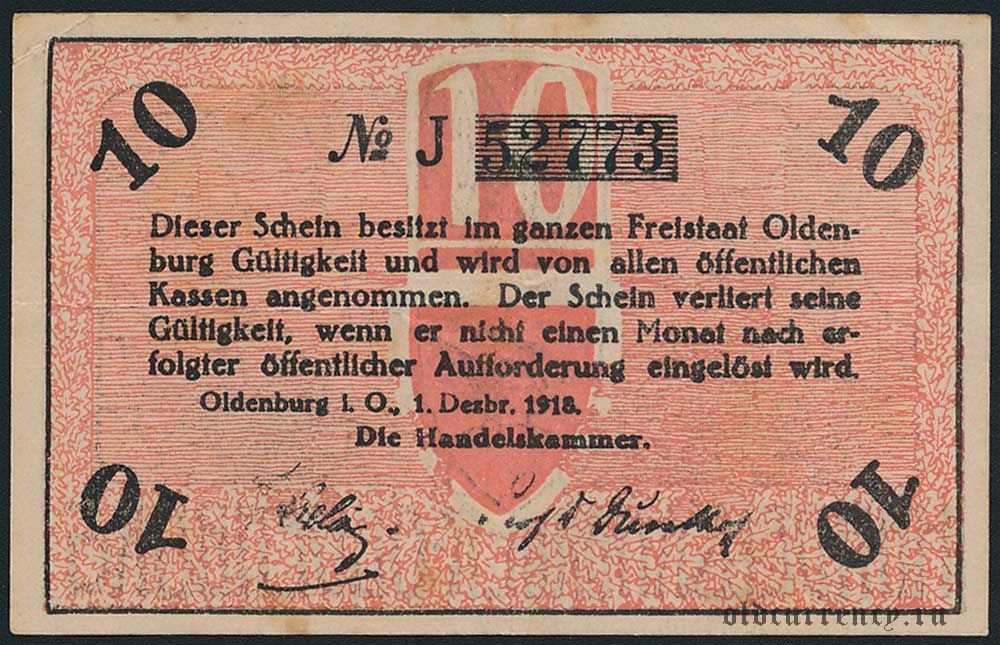 10 10
10
№ J 52773
Dieser Schein besitzt im ganzen Freistaat Olden-
burg Gültigkeit und wird von allen öffentlichen
Kassen angenommen. Der Schein verliert seine
Gültigkeit, wenn er nicht einen Monat nach er-
folgter öffentlicher Aufforderung eingelöst wird.
Oldenburg i. O., 1. Dezbr. 1918.
Die Handelskammer.
10 10
oldcurrency.ru